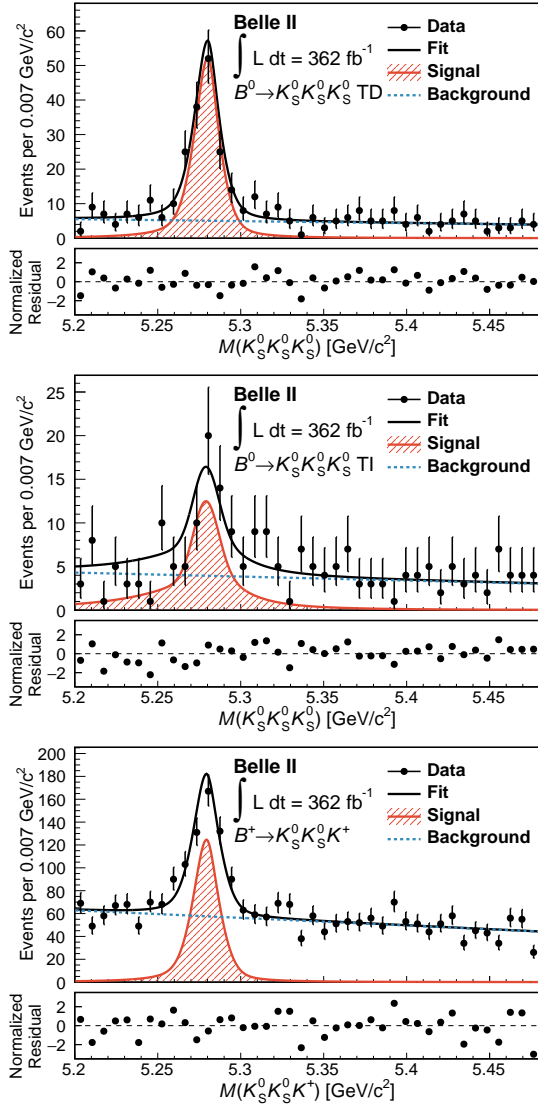 Belle II
∫ L dt = 362 fb⁻¹
B⁰→K_S⁰K_S⁰K_S⁰ TD
Data
Fit
Signal
Background
Events per 0.007 GeV/c²
60
50
40
30
20
10
0
Normalized
Residual
2
0
−2
5.2 5.25 5.3 5.35 5.4 5.45
M(K_S⁰K_S⁰K_S⁰) [GeV/c²]
Belle II
∫ L dt = 362 fb⁻¹
B⁰→K_S⁰K_S⁰K_S⁰ TI
Data
Fit
Signal
Background
Events per 0.007 GeV/c²
25
20
15
10
5
0
Normalized
Residual
2
0
−2
5.2 5.25 5.3 5.35 5.4 5.45
M(K_S⁰K_S⁰K_S⁰) [GeV/c²]
Belle II
∫ L dt = 362 fb⁻¹
B⁺→K_S⁰K_S⁰K⁺
Data
Fit
Signal
Background
Events per 0.007 GeV/c²
200
180
160
140
120
100
80
60
40
20
0
Normalized
Residual
2
0
−2
5.2 5.25 5.3 5.35 5.4 5.45
M(K_S⁰K_S⁰K⁺) [GeV/c²]